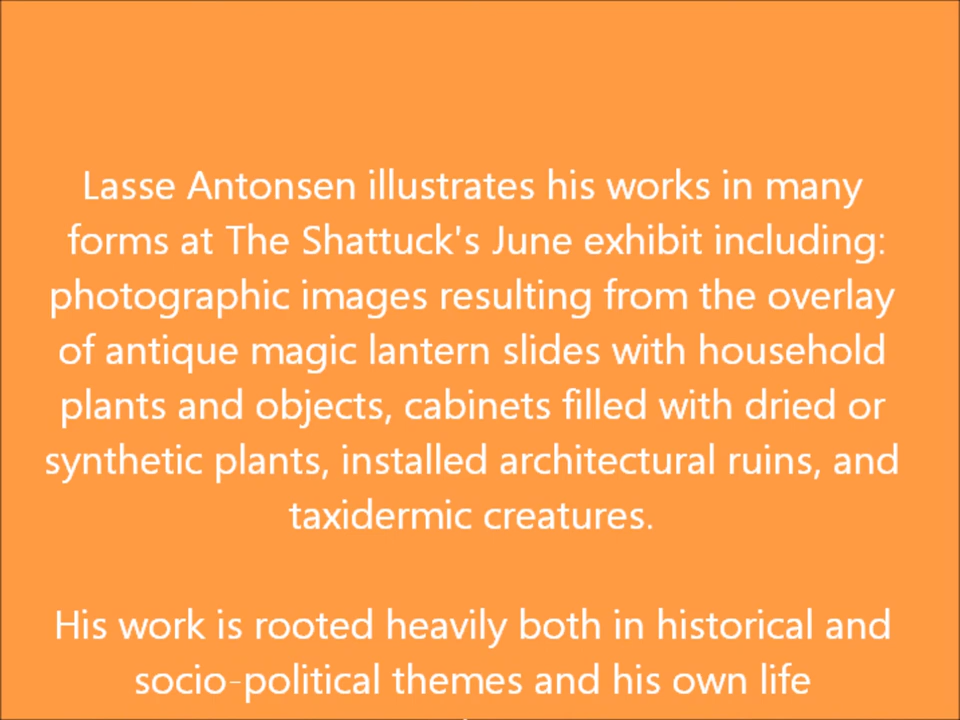 Lasse Antonsen illustrates his works in many
forms at The Shattuck's June exhibit including:
photographic images resulting from the overlay
of antique magic lantern slides with household
plants and objects, cabinets filled with dried or
synthetic plants, installed architectural ruins, and
taxidermic creatures.
His work is rooted heavily both in historical and
socio-political themes and his own life